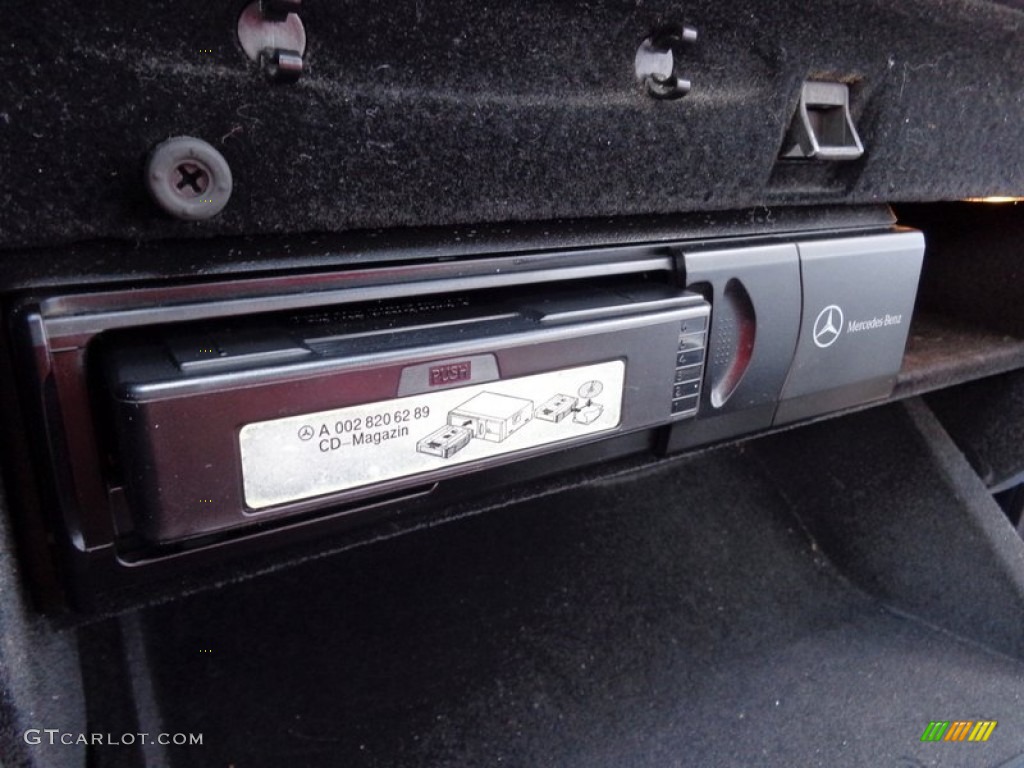 PUSH
A 002 820 62 89
CD-Magazin
Mercedes-Benz
GTCARLOT.COM